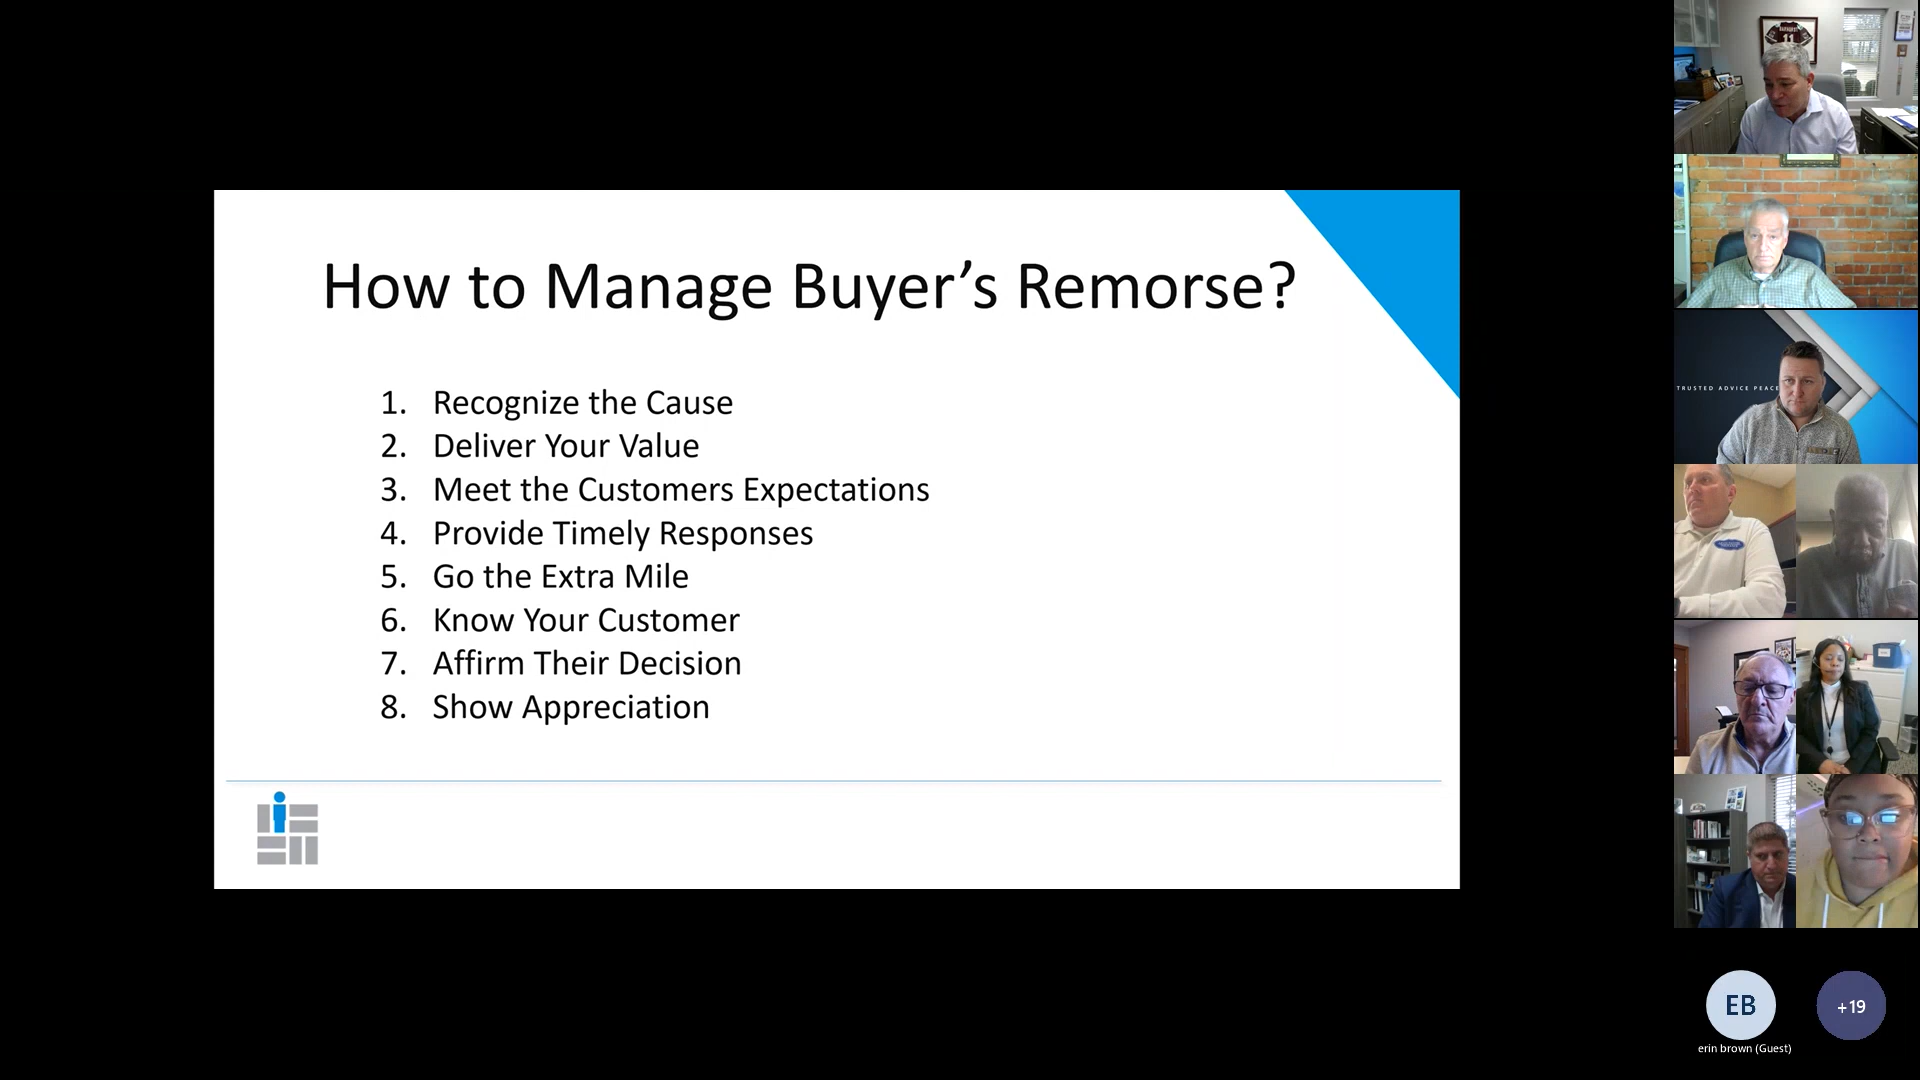 How to Manage Buyer’s Remorse?
1. Recognize the Cause
2. Deliver Your Value
3. Meet the Customers Expectations
4. Provide Timely Responses
5. Go the Extra Mile
6. Know Your Customer
7. Affirm Their Decision
8. Show Appreciation
11
TRUSTED ADVICE PEACE
EB
+19
erin brown (Guest)